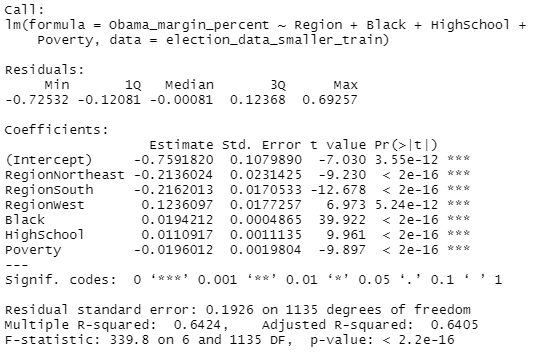 Call:
lm(formula = Obama_margin_percent ~ Region + Black + HighSchool +
    Poverty, data = election_data_smaller_train)
Residuals:
     Min       1Q   Median       3Q      Max
-0.72532 -0.12081 -0.00081  0.12368  0.69257
Coefficients:
                  Estimate Std. Error t value Pr(>|t|)
(Intercept)     -0.7591820  0.1079890  -7.030 3.55e-12 ***
RegionNortheast -0.2136024  0.0231425  -9.230  < 2e-16 ***
RegionSouth     -0.2162013  0.0170533 -12.678  < 2e-16 ***
RegionWest       0.1236097  0.0177257   6.973 5.24e-12 ***
Black            0.0194212  0.0004865  39.922  < 2e-16 ***
HighSchool       0.0110917  0.0011135   9.961  < 2e-16 ***
Poverty         -0.0196012  0.0019804  -9.897  < 2e-16 ***
---
Signif. codes:  0 ‘***’ 0.001 ‘**’ 0.01 ‘*’ 0.05 ‘.’ 0.1 ‘ ’ 1
Residual standard error: 0.1926 on 1135 degrees of freedom
Multiple R-squared:  0.6424,    Adjusted R-squared:  0.6405
F-statistic: 339.8 on 6 and 1135 DF,  p-value: < 2.2e-16